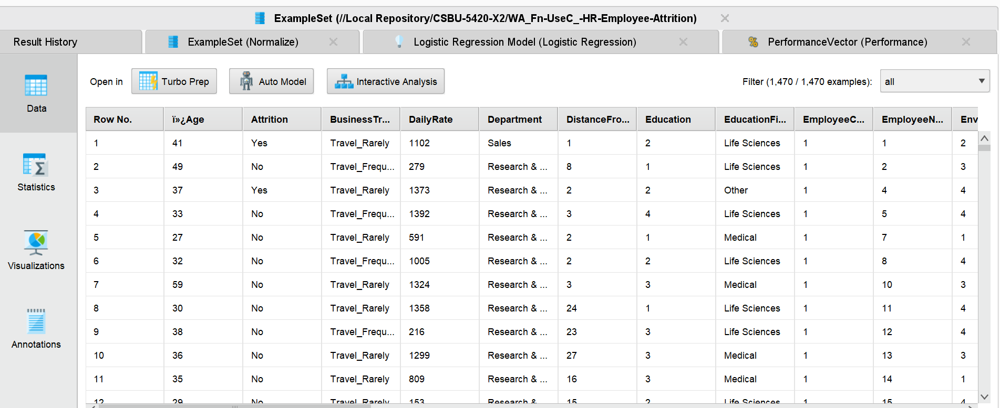 ExampleSet (//Local Repository/CSBU-5420-X2/WA_Fn-UseC_-HR-Employee-Attrition)
Result History ExampleSet (Normalize) Logistic Regression Model (Logistic Regression) % PerformanceVector (Performance)
Data
Statistics
Visualizations
Annotations
Open in Turbo Prep Auto Model Interactive Analysis Filter (1,470 / 1,470 examples): all
Row No. ï»¿Age Attrition BusinessTr... DailyRate Department DistanceFro... Education EducationFi... EmployeeC... EmployeeN... Env
1 41 Yes Travel_Rarely 1102 Sales 1 2 Life Sciences 1 1 2
2 49 No Travel_Frequ... 279 Research & ... 8 1 Life Sciences 1 2 3
3 37 Yes Travel_Rarely 1373 Research & ... 2 2 Other 1 4 4
4 33 No Travel_Frequ... 1392 Research & ... 3 4 Life Sciences 1 5 4
5 27 No Travel_Rarely 591 Research & ... 2 1 Medical 1 7 1
6 32 No Travel_Frequ... 1005 Research & ... 2 2 Life Sciences 1 8 4
7 59 No Travel_Rarely 1324 Research & ... 3 3 Medical 1 10 3
8 30 No Travel_Rarely 1358 Research & ... 24 1 Life Sciences 1 11 4
9 38 No Travel_Frequ... 216 Research & ... 23 3 Life Sciences 1 12 4
10 36 No Travel_Rarely 1299 Research & ... 27 3 Medical 1 13 3
11 35 No Travel_Rarely 809 Research & ... 16 3 Medical 1 14 1
12 29 No Travel_Rarely 153 Research & ... 15 2 Life Sciences 1 15 4